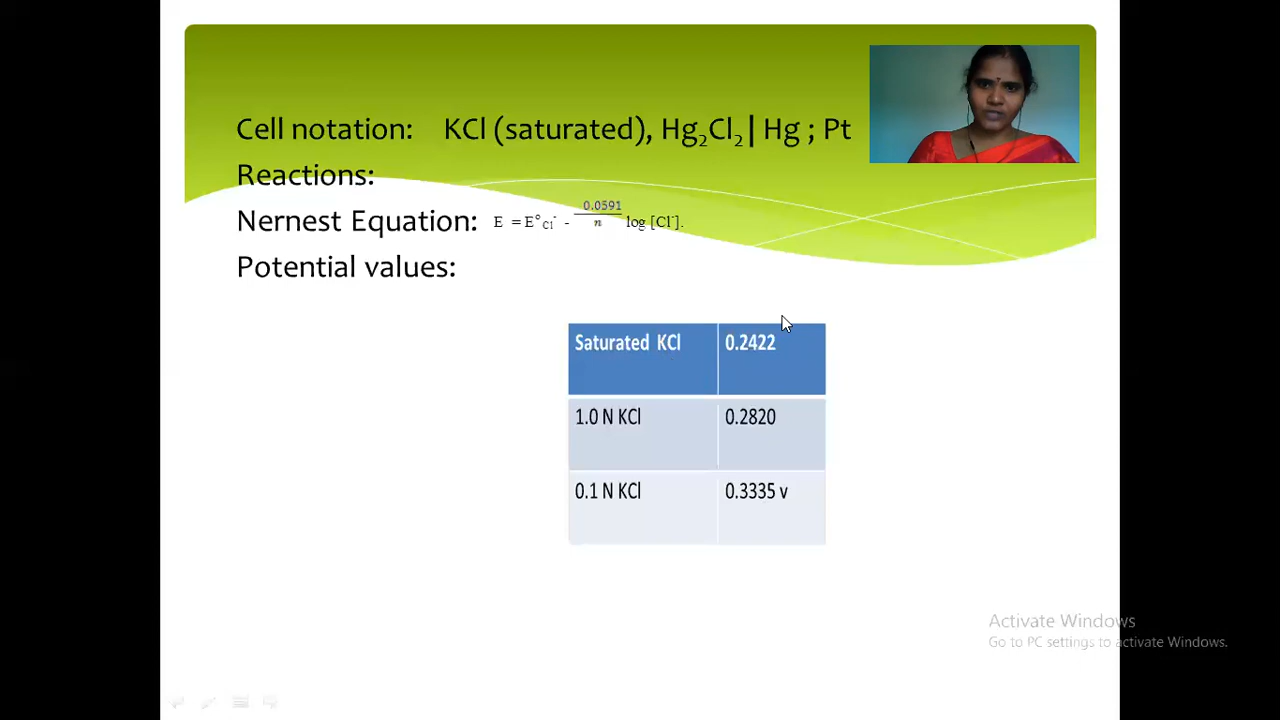 Cell notation: KCl (saturated), Hg₂Cl₂ | Hg ; Pt
Reactions:
Nernest Equation: E = E°Cl⁻ - 0.0591/n log [Cl⁻].
Potential values:
Saturated KCl 0.2422
1.0 N KCl 0.2820
0.1 N KCl 0.3335 v
Activate Windows
Go to PC settings to activate Windows.